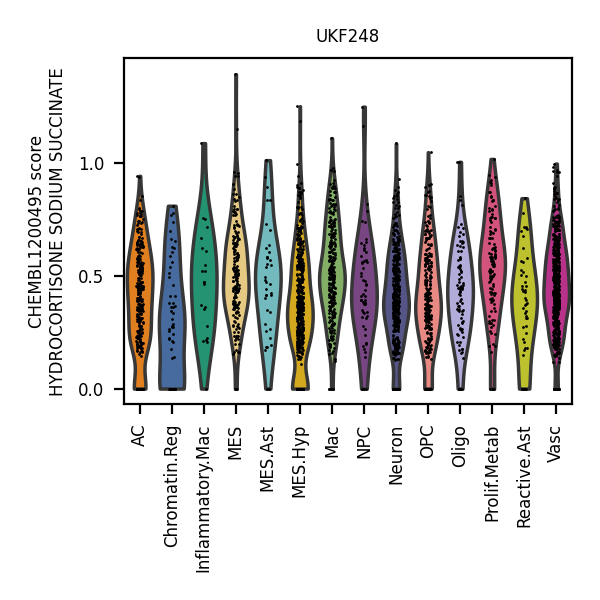 UKF248
CHEMBL1200495 score
HYDROCORTISONE SODIUM SUCCINATE
1.0
0.5
0.0
AC
Chromatin.Reg
Inflammatory.Mac
MES
MES.Ast
MES.Hyp
Mac
NPC
Neuron
OPC
Oligo
Prolif.Metab
Reactive.Ast
Vasc